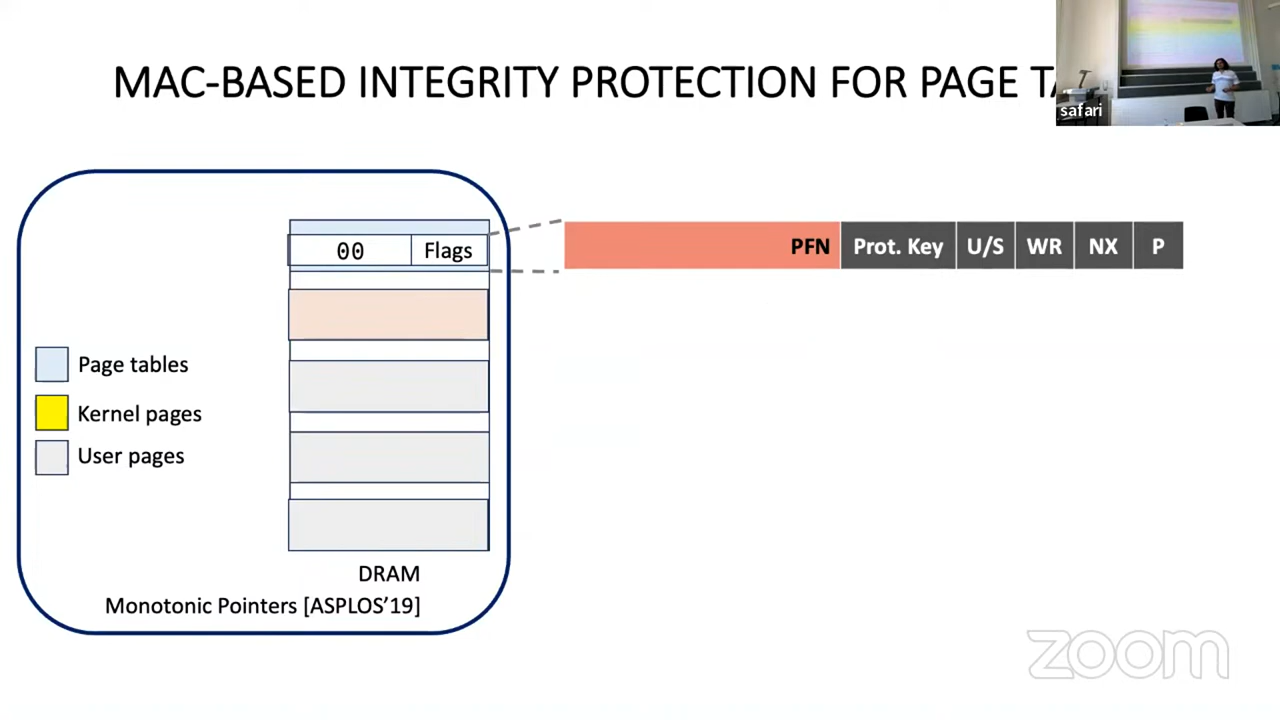 MAC-BASED INTEGRITY PROTECTION FOR PAGE
safari
00 Flags
PFN Prot. Key U/S WR NX P
Page tables
Kernel pages
User pages
DRAM
Monotonic Pointers [ASPLOS'19]
zoom